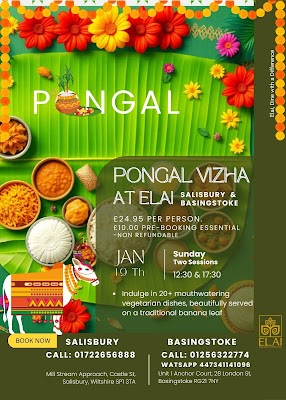 Elai, Dine with a Difference
PONGAL
PONGAL VIZHA
AT ELAI SALISBURY & BASINGSTOKE
£24.95 PER PERSON.
£10.00 PRE-BOOKING ESSENTIAL
-NON REFUNDABLE
JAN
19 Th
Sunday
Two Sessions
12:30 & 17:30
• Indulge in 20+ mouthwatering
vegetarian dishes, beautifully served
on a traditional banana leaf
ELAI
BOOK NOW
SALISBURY
CALL: 01722656888
Mill Stream Approach, Castle St,
Salisbury, Wiltshire SP1 3TA
BASINGSTOKE
CALL: 01256322774
WATSAPP 447341141096
Unit 1 Anchor Court, 28 London St,
Basingstoke RG21 7NY